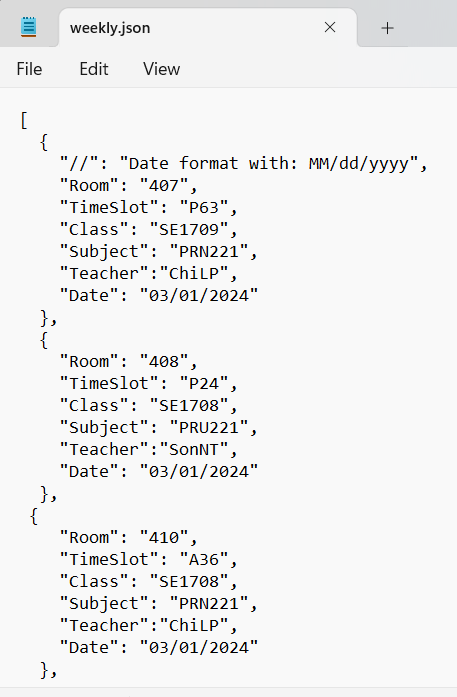 weekly.json
File Edit View
[
{
"//": "Date format with: MM/dd/yyyy",
"Room": "407",
"TimeSlot": "P63",
"Class": "SE1709",
"Subject": "PRN221",
"Teacher":"ChiLP",
"Date": "03/01/2024"
},
{
"Room": "408",
"TimeSlot": "P24",
"Class": "SE1708",
"Subject": "PRU221",
"Teacher":"SonNT",
"Date": "03/01/2024"
},
{
"Room": "410",
"TimeSlot": "A36",
"Class": "SE1708",
"Subject": "PRN221",
"Teacher":"ChiLP",
"Date": "03/01/2024"
},